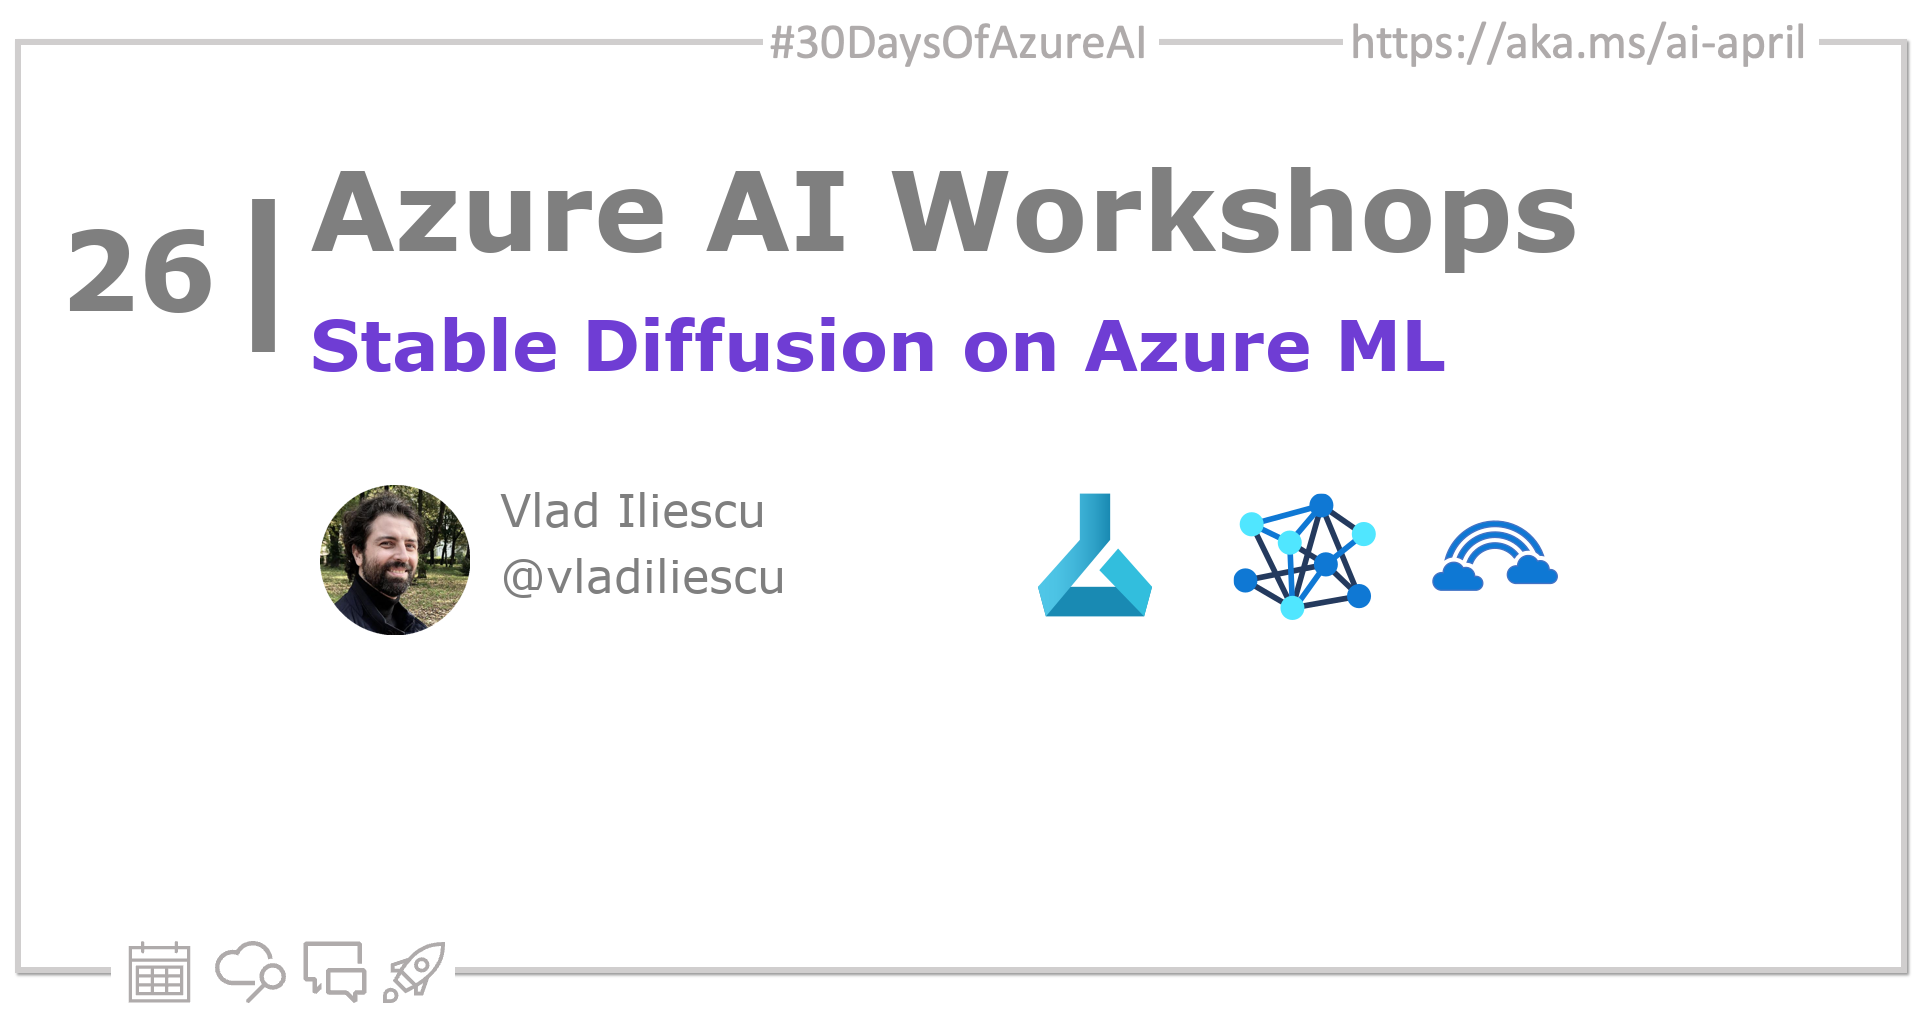 #30DaysOfAzureAI
https://aka.ms/ai-april
26
Azure AI Workshops
Stable Diffusion on Azure ML
Vlad Iliescu
@vladiliescu